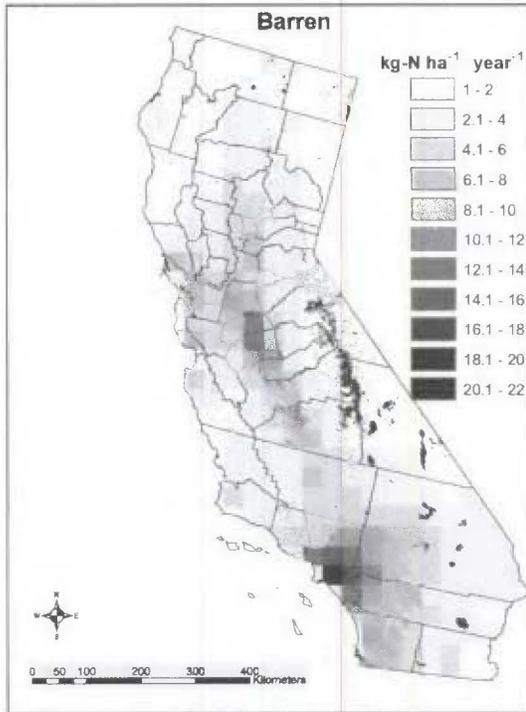 Barren
kg-N ha⁻¹ year⁻¹
1 - 2
2.1 - 4
4.1 - 6
6.1 - 8
8.1 - 10
10.1 - 12
12.1 - 14
14.1 - 16
16.1 - 18
18.1 - 20
20.1 - 22
N
W E
S
0 50 100 200 300 400
Kilometers